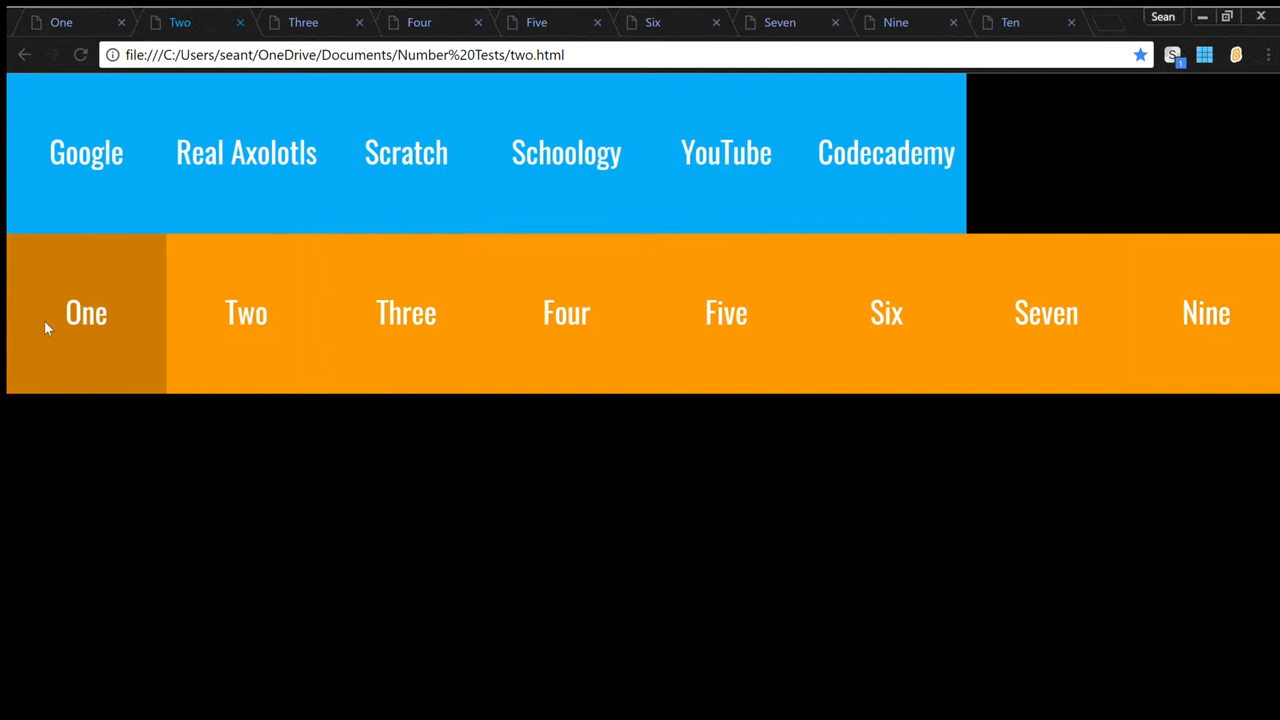 One Two Three Four Five Six Seven Nine Ten Sean
file:///C:/Users/seant/OneDrive/Documents/Number%20Tests/two.html S 1
Google Real Axolotls Scratch Schoology YouTube Codecademy
One Two Three Four Five Six Seven Nine